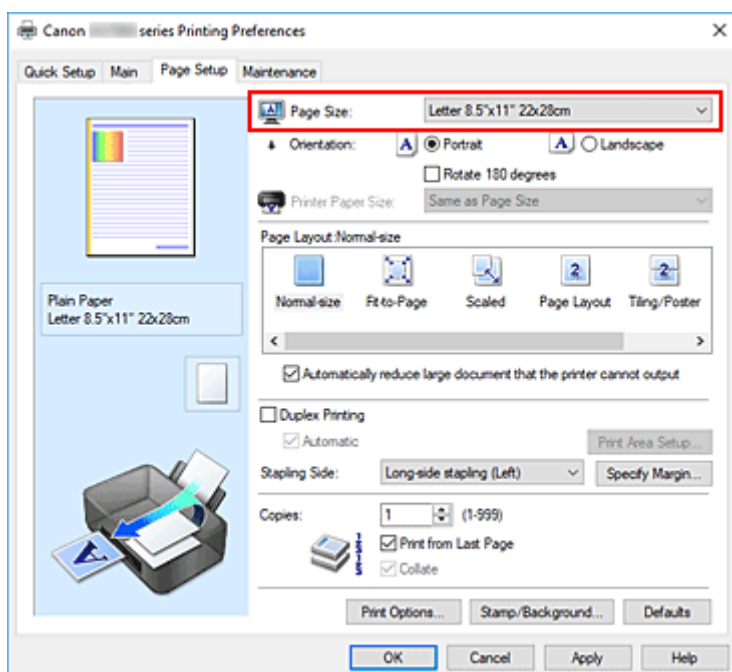 Canon series Printing Preferences
Quick Setup Main Page Setup Maintenance
Page Size: Letter 8.5"x11" 22x28cm
Orientation: A Portrait A Landscape
Rotate 180 degrees
Printer Paper Size: Same as Page Size
Page Layout:Normal-size
Normal-size Fit-to-Page Scaled Page Layout Tiling/Poster
Plain Paper
Letter 8.5"x11" 22x28cm
Automatically reduce large document that the printer cannot output
Duplex Printing
Automatic Print Area Setup...
Stapling Side: Long-side stapling (Left) Specify Margin...
Copies: 1 (1-999)
Print from Last Page
Collate
Print Options... Stamp/Background... Defaults
OK Cancel Apply Help